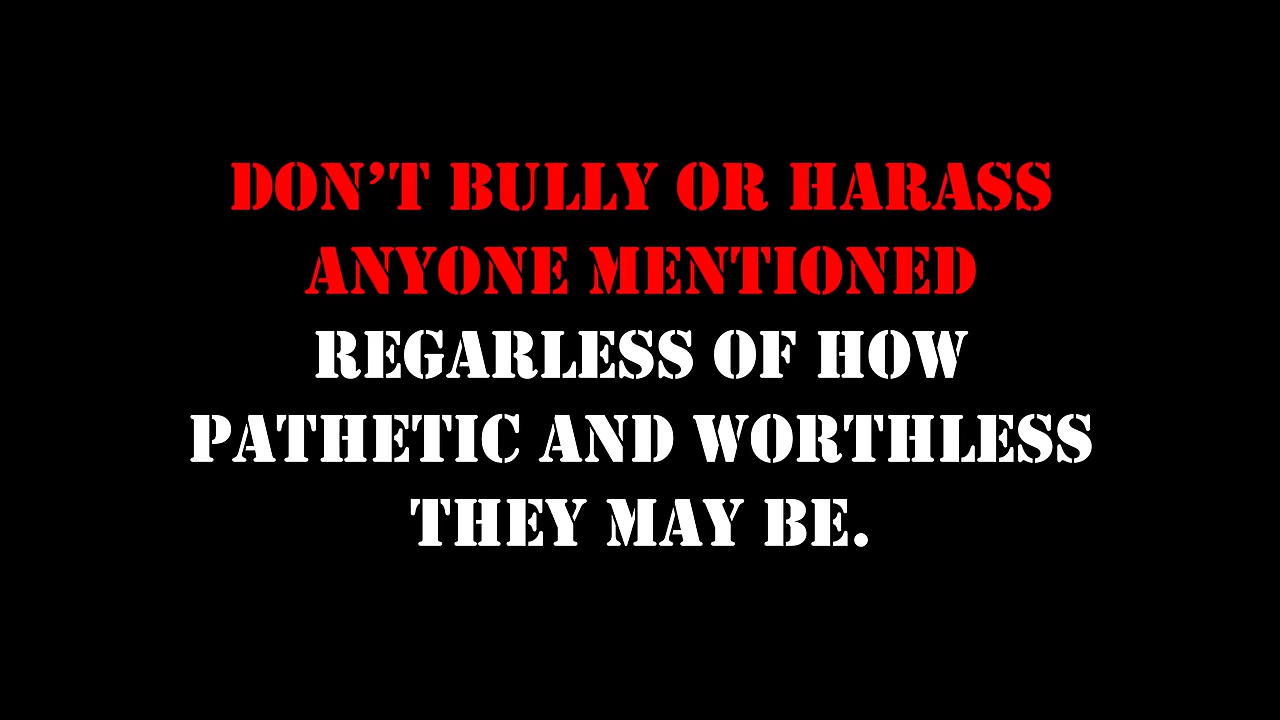 DON'T BULLY OR HARASS
ANYONE MENTIONED
REGARLESS OF HOW
PATHETIC AND WORTHLESS
THEY MAY BE.